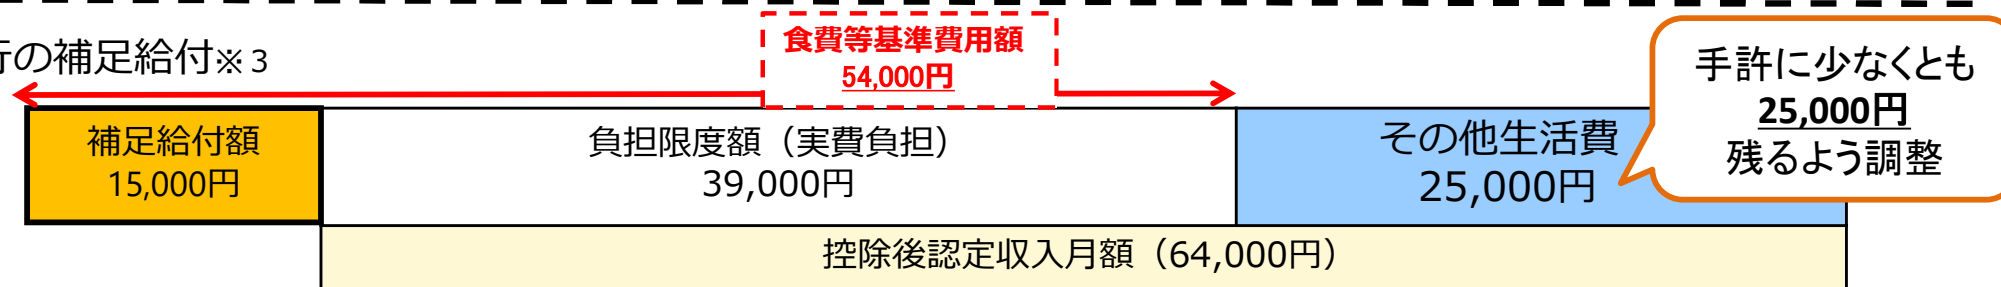 の補足給付※3
食費等基準費用額
54,000円
手許に少なくとも
25,000円
残るよう調整
補足給付額
15,000円
負担限度額（実費負担）
39,000円
その他生活費
25,000円
控除後認定収入月額（64,000円）